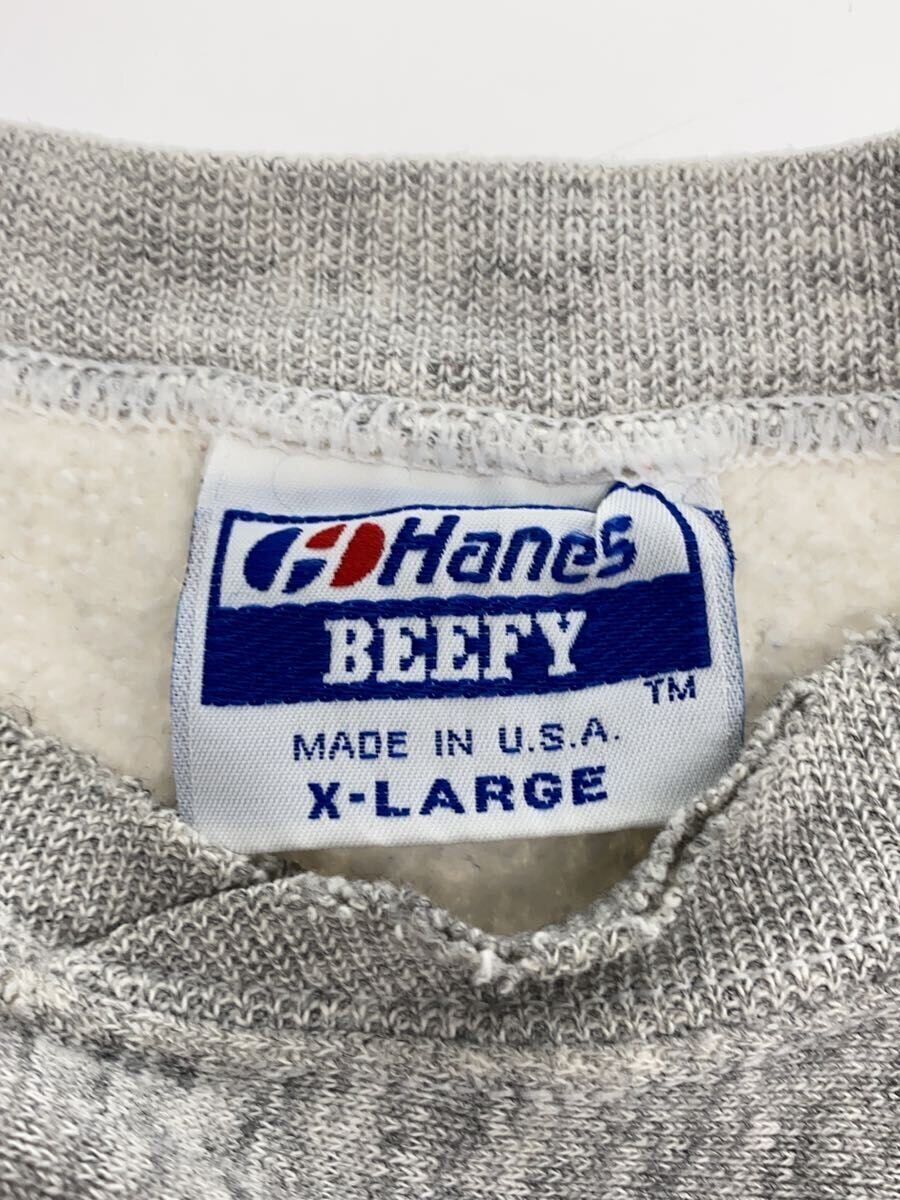 Hanes
BEEFY
TM
MADE IN U.S.A.
X-LARGE